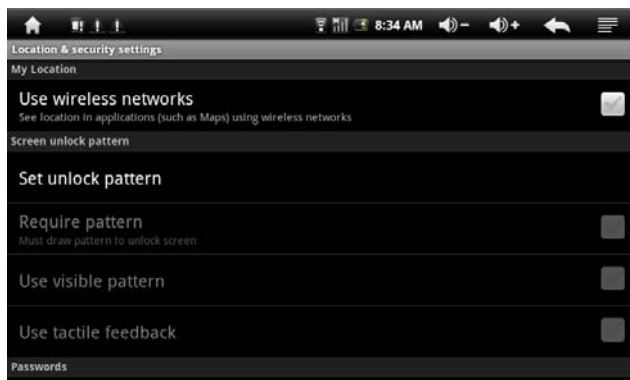 8:34 AM
Location & security settings
My Location
Use wireless networks
See location in applications (such as Maps) using wireless networks
Screen unlock pattern
Set unlock pattern
Require pattern
Must draw pattern to unlock screen
Use visible pattern
Use tactile feedback
Passwords